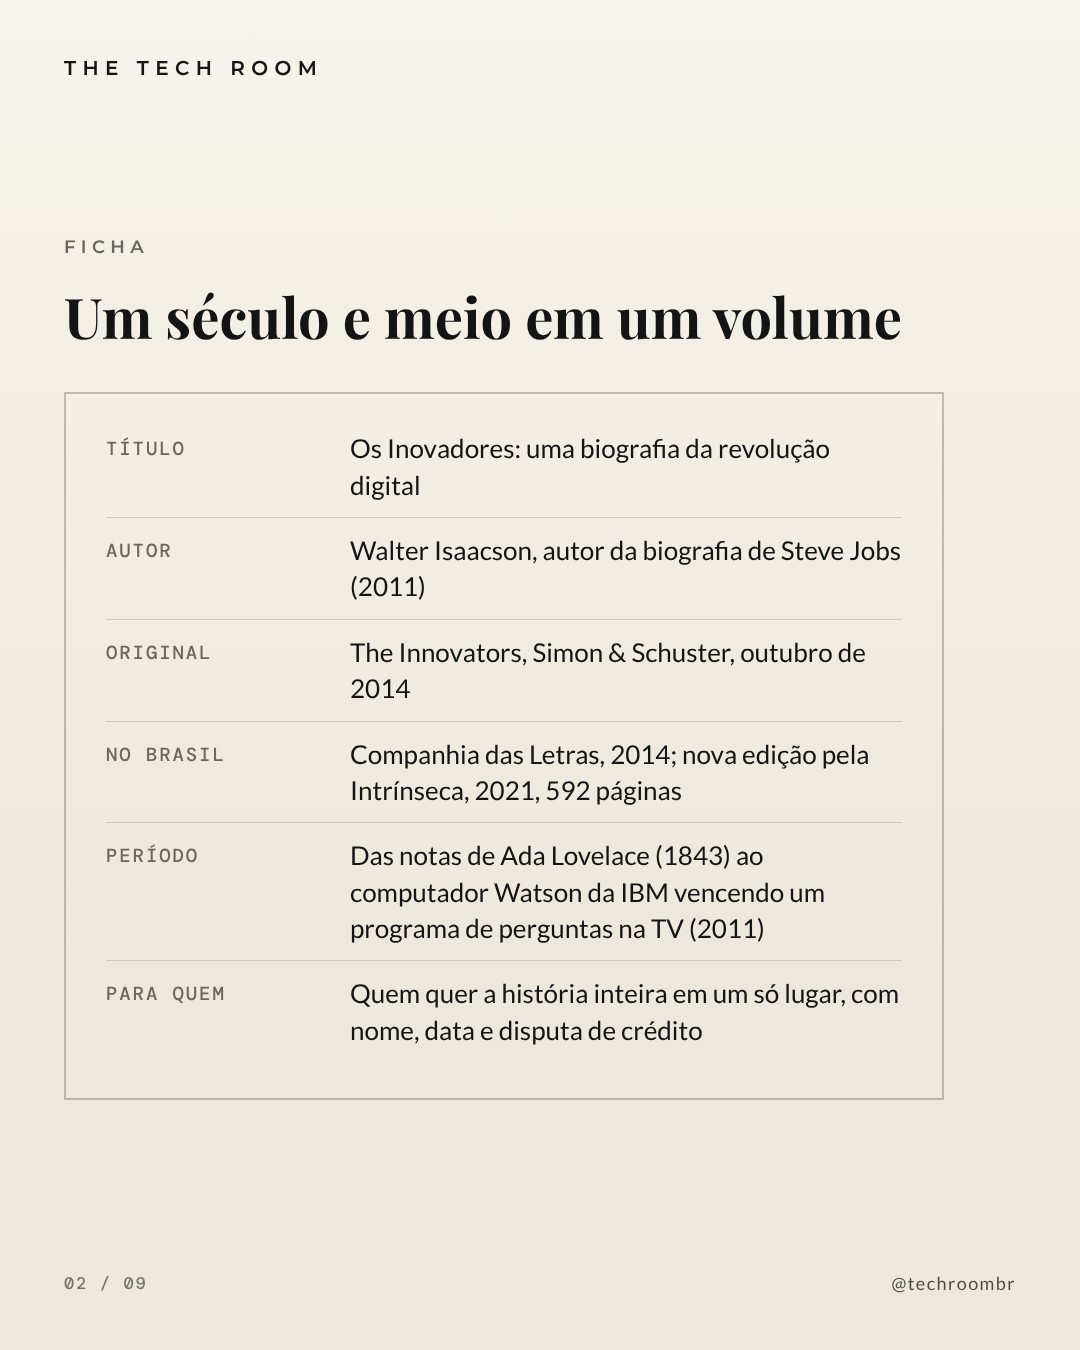 THE TECH ROOM
FICHA
Um século e meio em um volume
TÍTULO
Os Inovadores: uma biografia da revolução
digital
AUTOR
Walter Isaacson, autor da biografia de Steve Jobs
(2011)
ORIGINAL
The Innovators, Simon & Schuster, outubro de
2014
NO BRASIL
Companhia das Letras, 2014; nova edição pela
Intrínseca, 2021, 592 páginas
PERÍODO
Das notas de Ada Lovelace (1843) ao
computador Watson da IBM vencendo um
programa de perguntas na TV (2011)
PARA QUEM
Quem quer a história inteira em um só lugar, com
nome, data e disputa de crédito
02 / 09
@techroombr